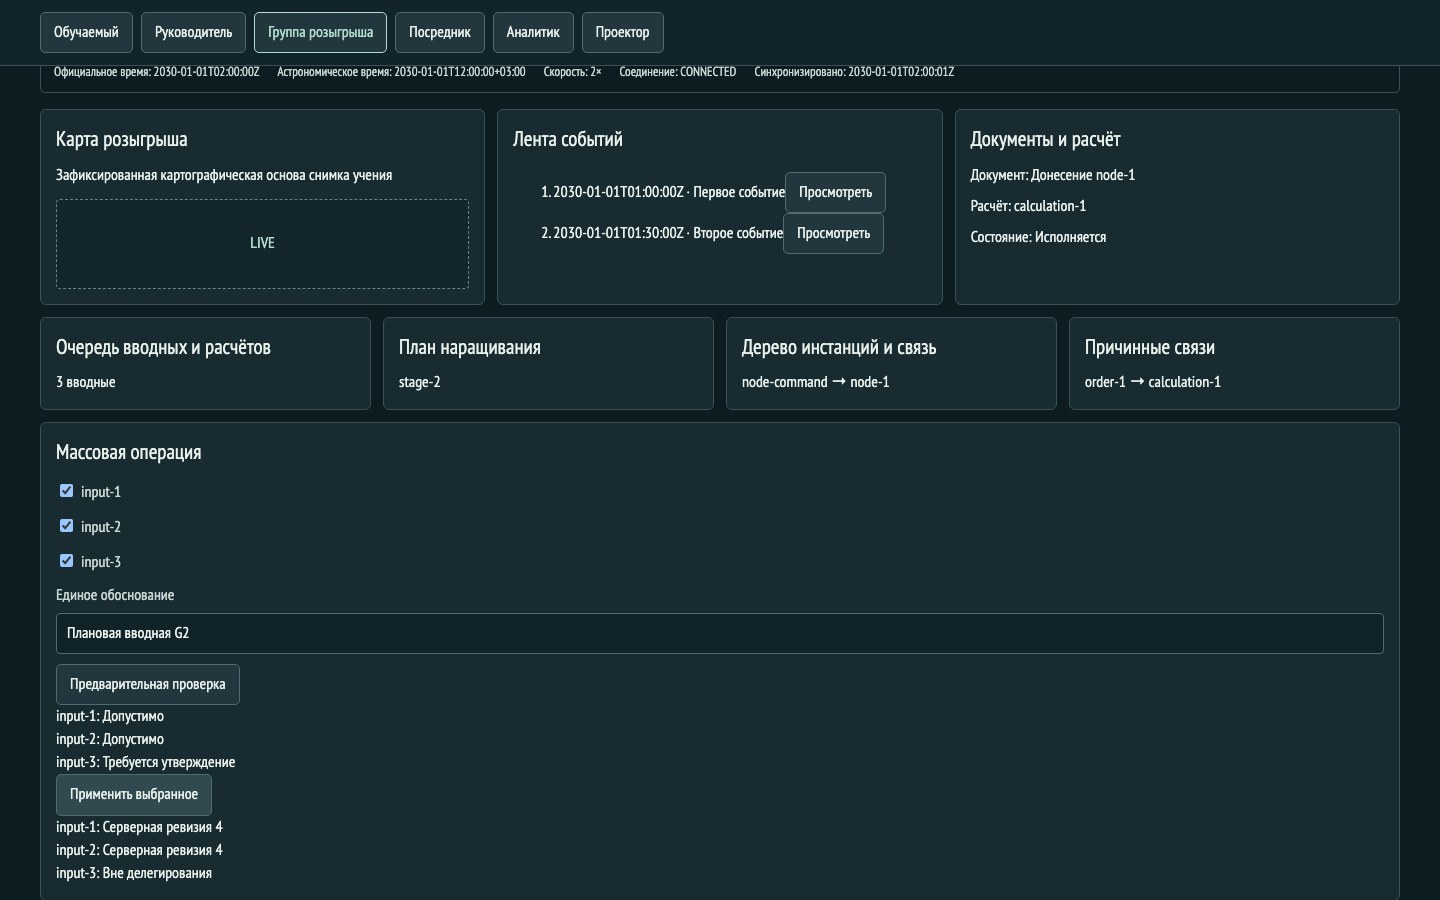 Обучаемый Руководитель Группа розыгрыша Посредник Аналитик Проектор
Официальное время: 2030-01-01T02:00:00Z Астрономическое время: 2030-01-01T12:00:00+03:00 Скорость: 2× Соединение: CONNECTED Синхронизировано: 2030-01-01T02:00:01Z
Карта розыгрыша
Зафиксированная картографическая основа снимка учения
LIVE
Лента событий
1. 2030-01-01T01:00:00Z · Первое событие Просмотреть
2. 2030-01-01T01:30:00Z · Второе событие Просмотреть
Документы и расчёт
Документ: Донесение node-1
Расчёт: calculation-1
Состояние: Исполняется
Очередь вводных и расчётов
3 вводные
План наращивания
stage-2
Дерево инстанций и связь
node-command → node-1
Причинные связи
order-1 → calculation-1
Массовая операция
input-1
input-2
input-3
Единое обоснование
Плановая вводная G2
Предварительная проверка
input-1: Допустимо
input-2: Допустимо
input-3: Требуется утверждение
Применить выбранное
input-1: Серверная ревизия 4
input-2: Серверная ревизия 4
input-3: Вне делегирования